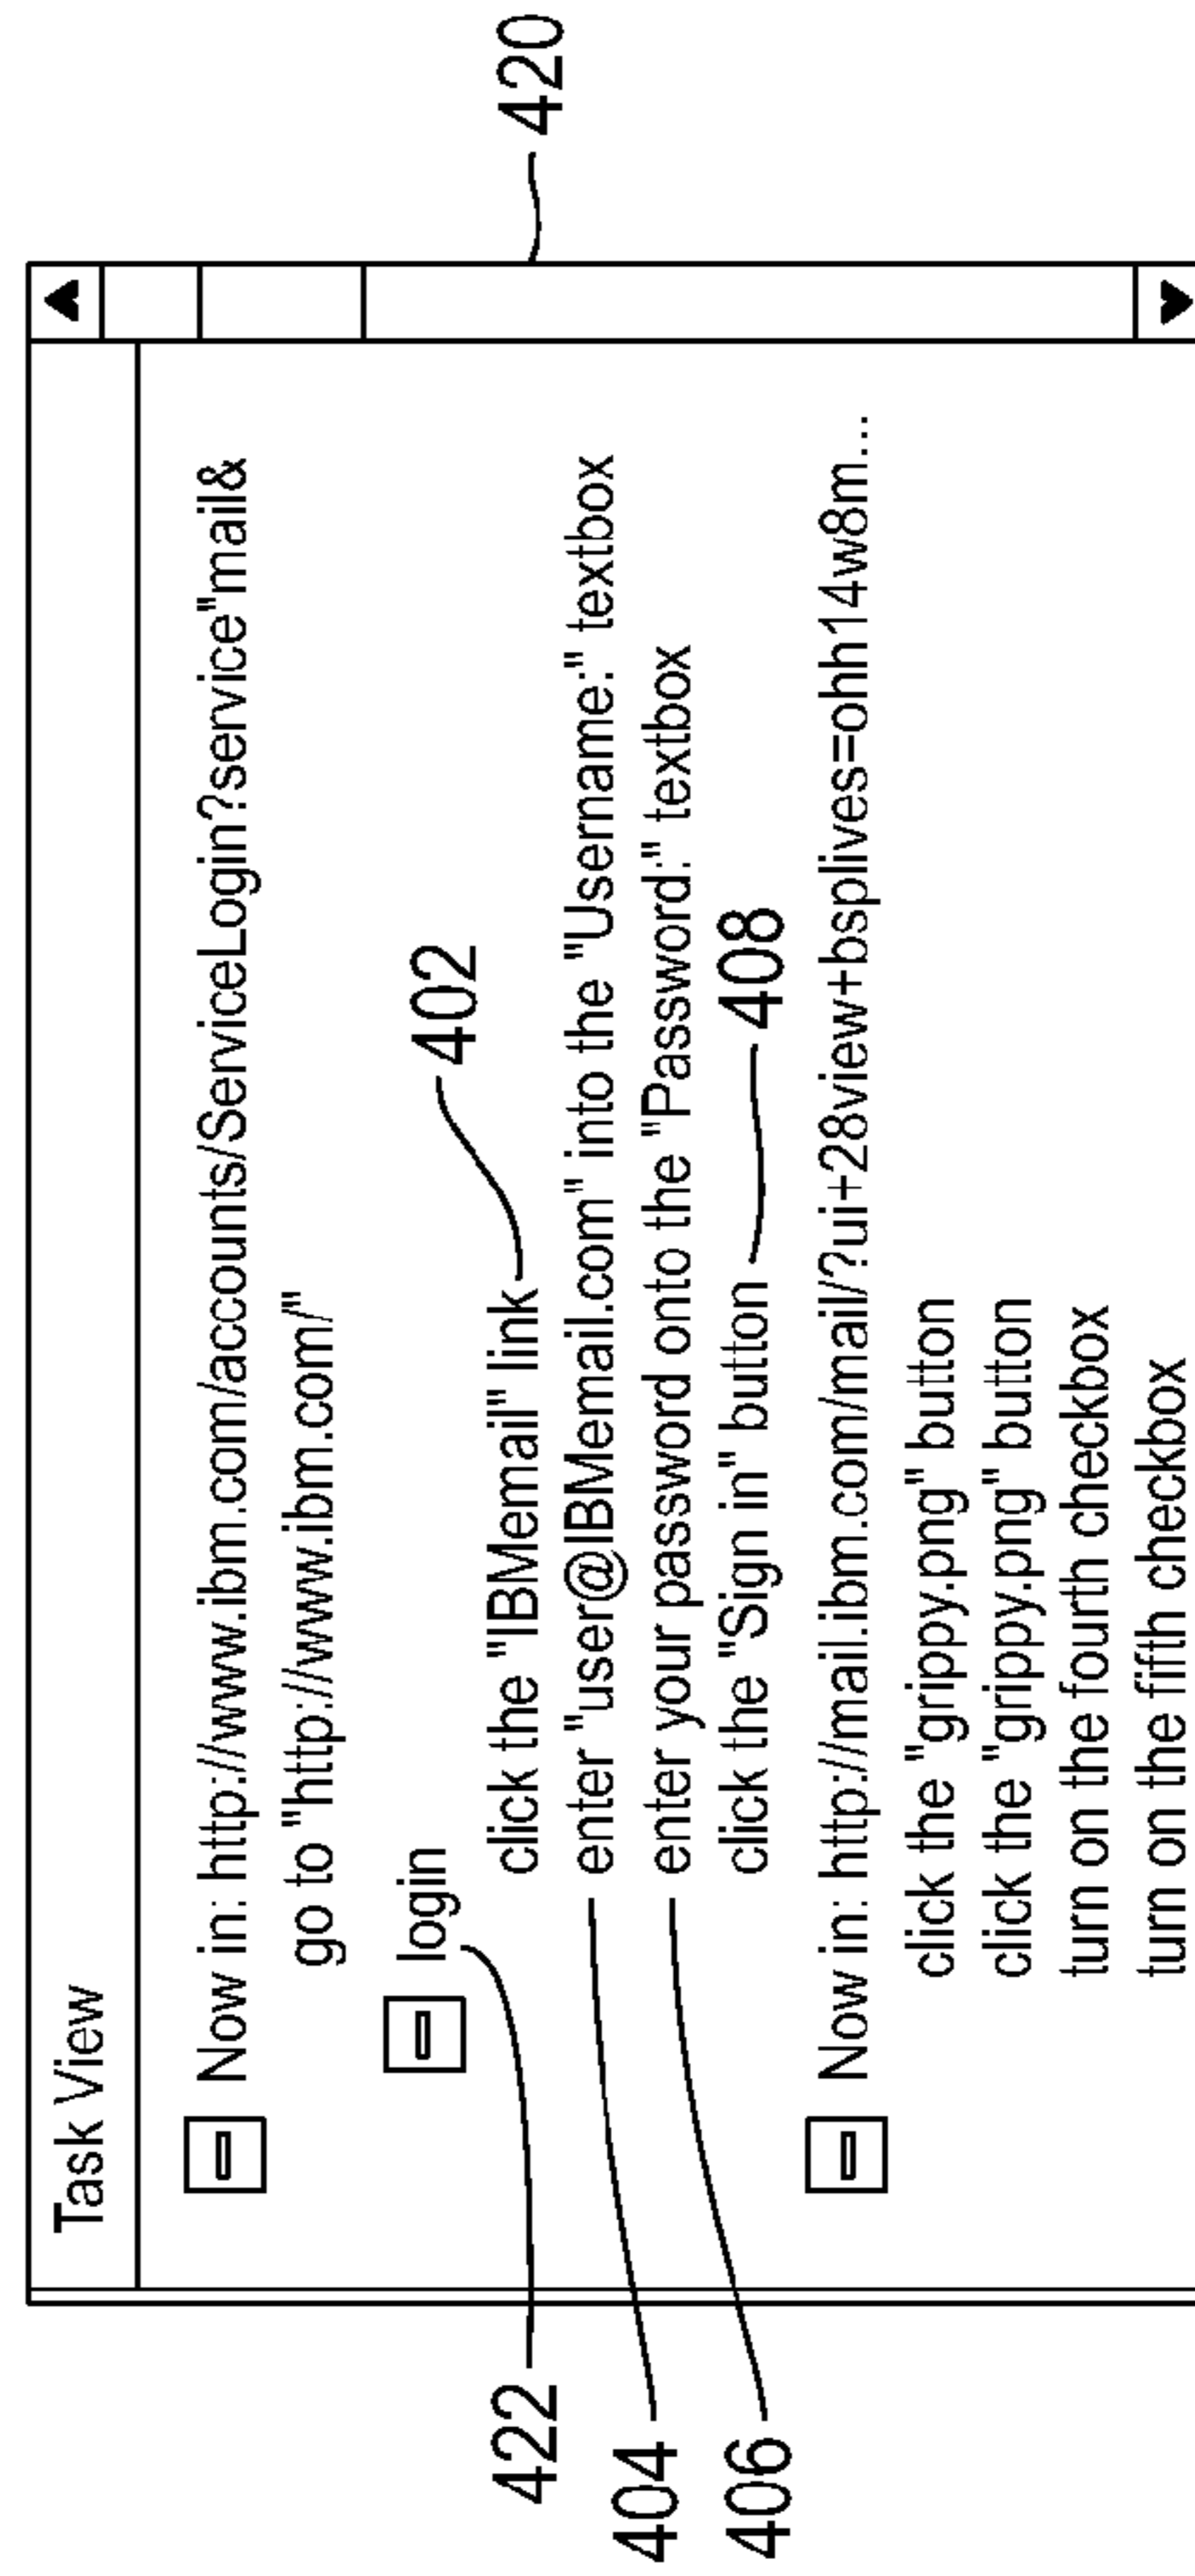 Task View
Now in: http://www.ibm.com/accounts/ServiceLogin?service"mail&
go to "http://www.ibm.com/"
login
click the "IBMemail" link
enter "user@IBMemail.com" into the "Username:" textbox
enter your password onto the "Password:" textbox
click the "Sign in" button
Now in: http://mail.ibm.com/mail/?ui+28view+bsplives=ohh14w8m...
click the "grippy.png" button
click the "grippy.png" button
turn on the fourth checkbox
turn on the fifth checkbox
420
402
408
422
404
406